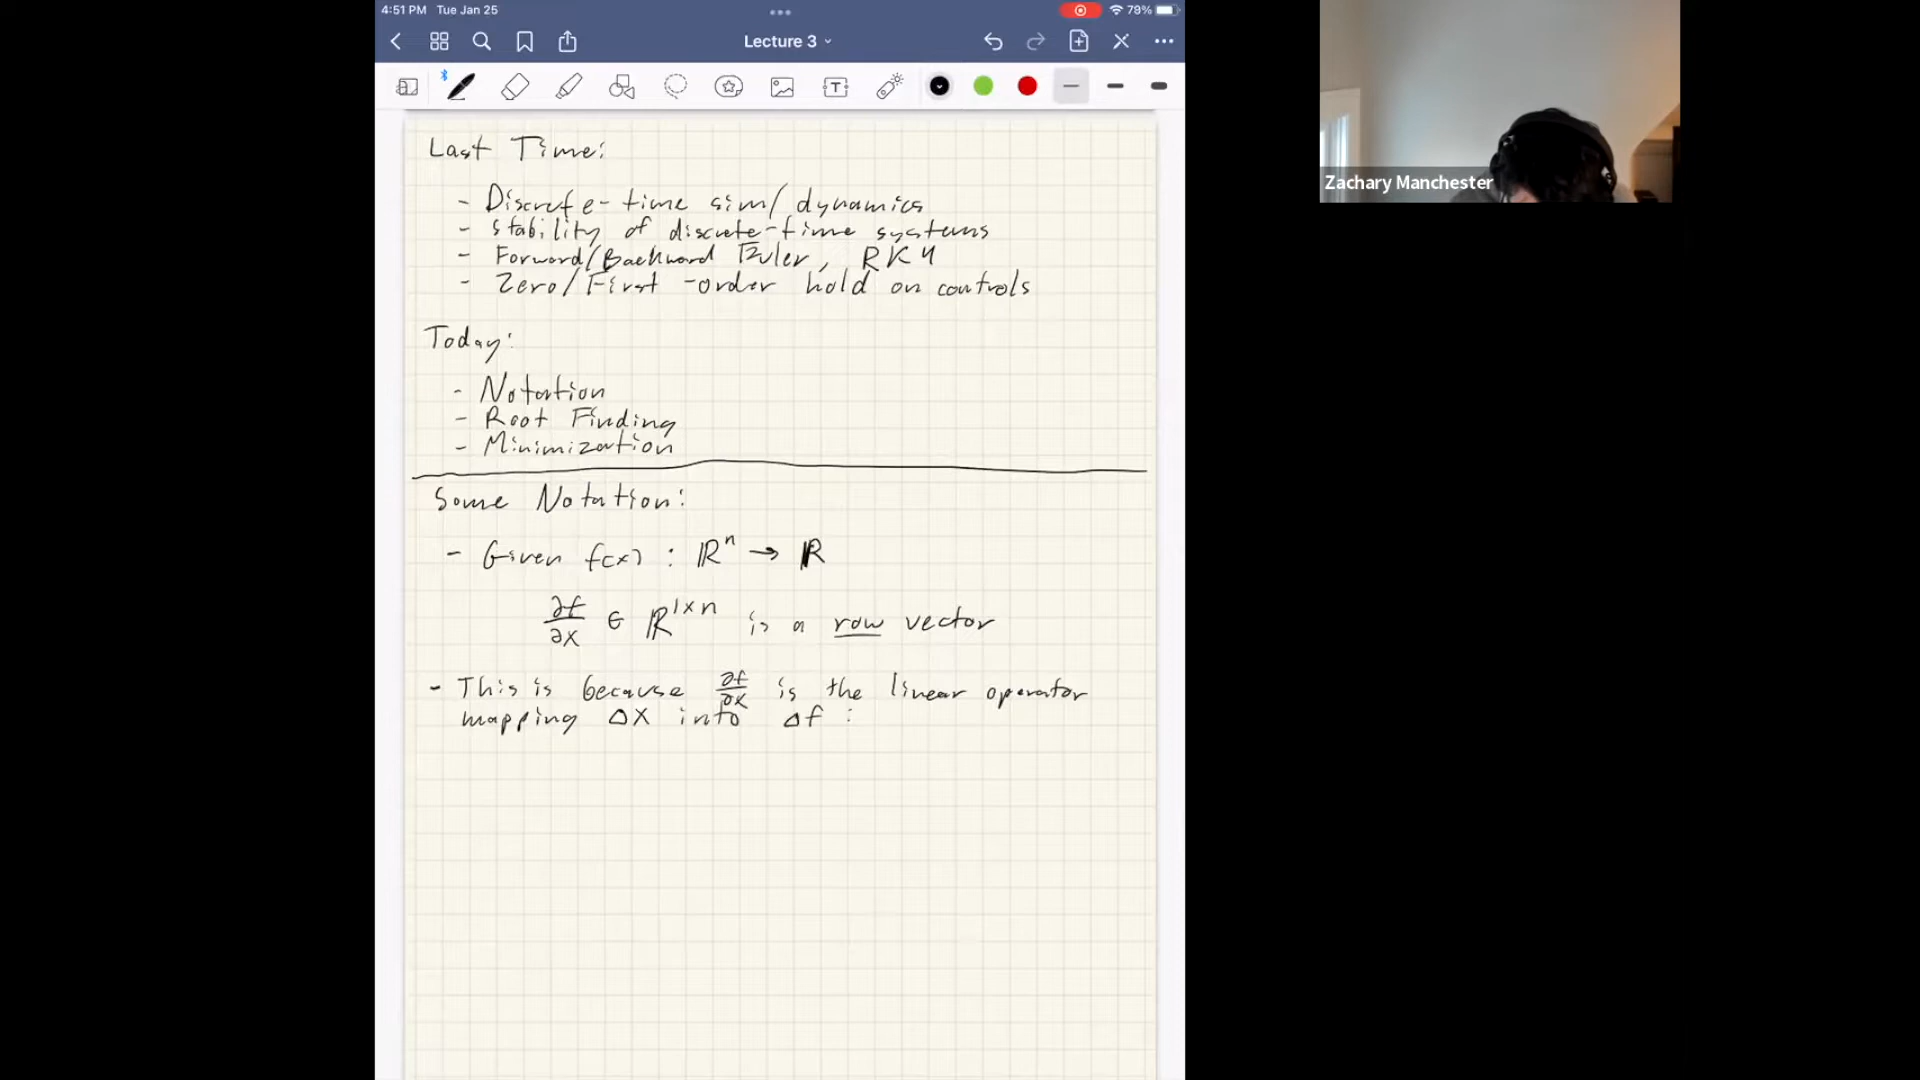 4:51 PM Tue Jan 25
79%
Lecture 3
Zachary Manchester
Last Time:
- Discrete-time sim/dynamics
- stability of discrete-time systems
- Forward/Backward Euler, RK4
- Zero/First-order hold on controls
Today:
- Notation
- Root Finding
- Minimization
Some Notation:
- Given f(x) : ℝⁿ → ℝ
∂f/∂x ∈ ℝ^{1×n} is a row vector
- This is because ∂f/∂x is the linear operator
mapping Δx into Δf :